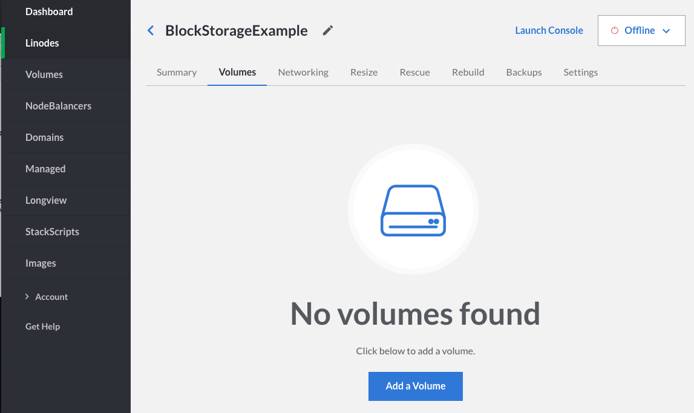 Dashboard
Linodes
Volumes
NodeBalancers
Domains
Managed
Longview
StackScripts
Images
Account
Get Help
BlockStorageExample
Launch Console
Offline
Summary Volumes Networking Resize Rescue Rebuild Backups Settings
No volumes found
Click below to add a volume.
Add a Volume